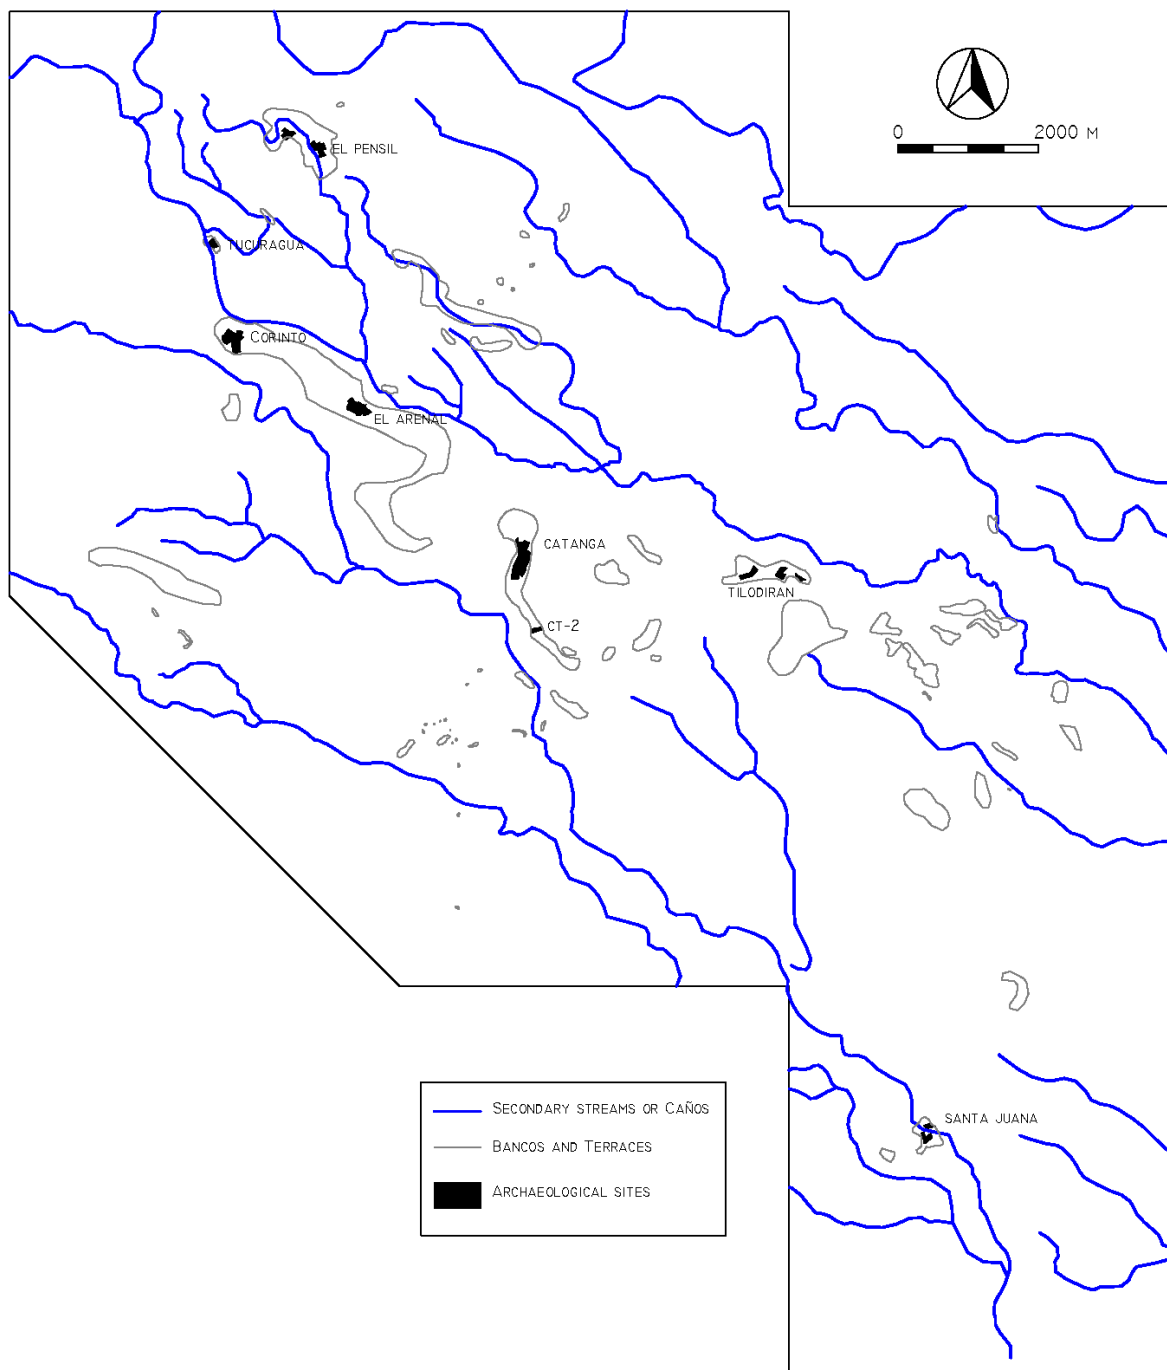 0 2000 M
EL PENSIL
TUCURAGUA
CORINTO
EL ARENAL
CATANGA
TILODIRAN
CT-2
SANTA JUANA
SECONDARY STREAMS OR CAÑOS
BANCOS AND TERRACES
ARCHAEOLOGICAL SITES